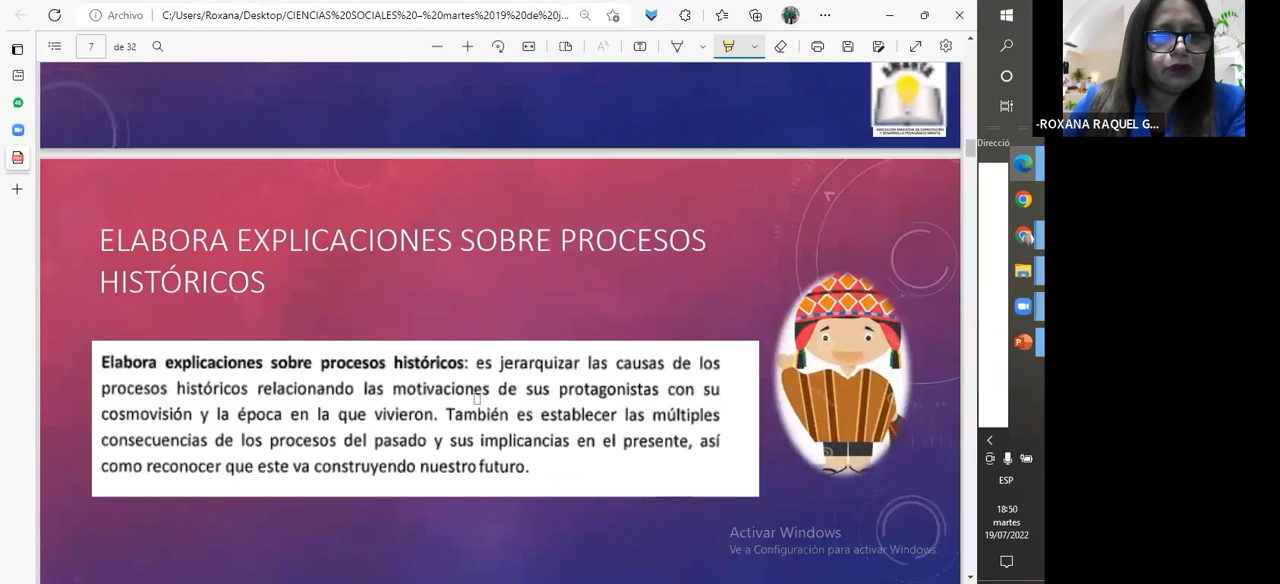 Archivo
C:/Users/Roxana/Desktop/CIENCIAS%20SOCIALES%20–%20martes%2019%20de%20j...
7
de 32
ELABORA EXPLICACIONES SOBRE PROCESOS
HISTÓRICOS
Elabora explicaciones sobre procesos históricos: es jerarquizar las causas de los
procesos históricos relacionando las motivaciones de sus protagonistas con su
cosmovisión y la época en la que vivieron. También es establecer las múltiples
consecuencias de los procesos del pasado y sus implicancias en el presente, así
como reconocer que este va construyendo nuestro futuro.
Activar Windows
Ve a Configuración para activar Windows.
-ROXANA RAQUEL G...
Direcció
ESP
18:50
martes
19/07/2022